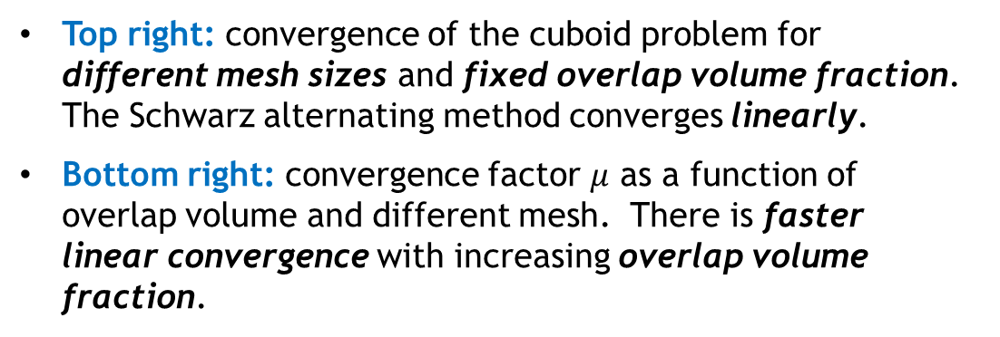 • Top right: convergence of the cuboid problem for
different mesh sizes and fixed overlap volume fraction.
The Schwarz alternating method converges linearly.
• Bottom right: convergence factor μ as a function of
overlap volume and different mesh. There is faster
linear convergence with increasing overlap volume
fraction.